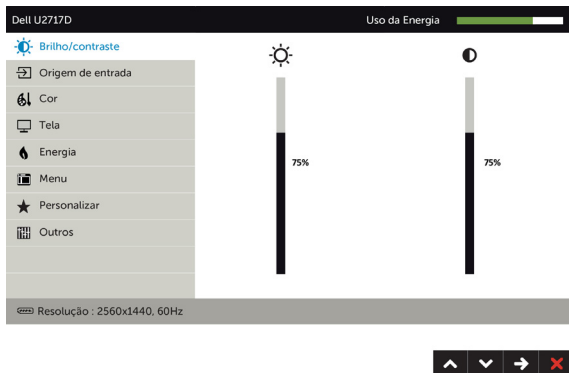 Dell U2717D
Uso da Energia
Brilho/contraste
Origem de entrada
Cor
Tela
Energia
Menu
Personalizar
Outros
75%
75%
Resolução : 2560x1440, 60Hz